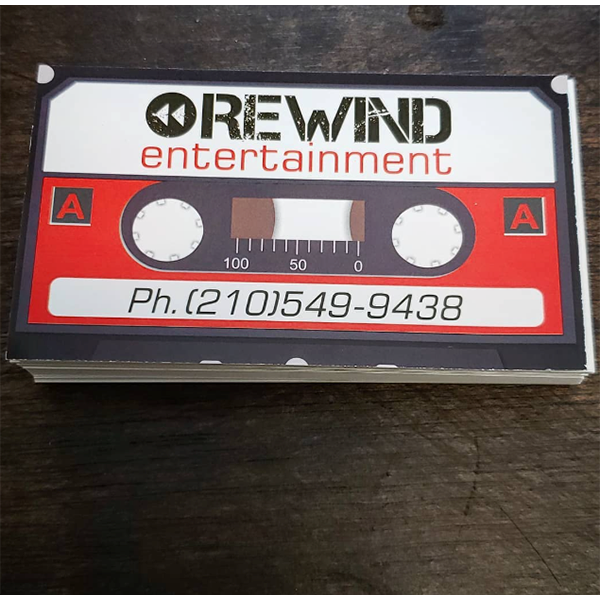 REWIND
entertainment
A A
100 50 0
Ph.(210)549-9438